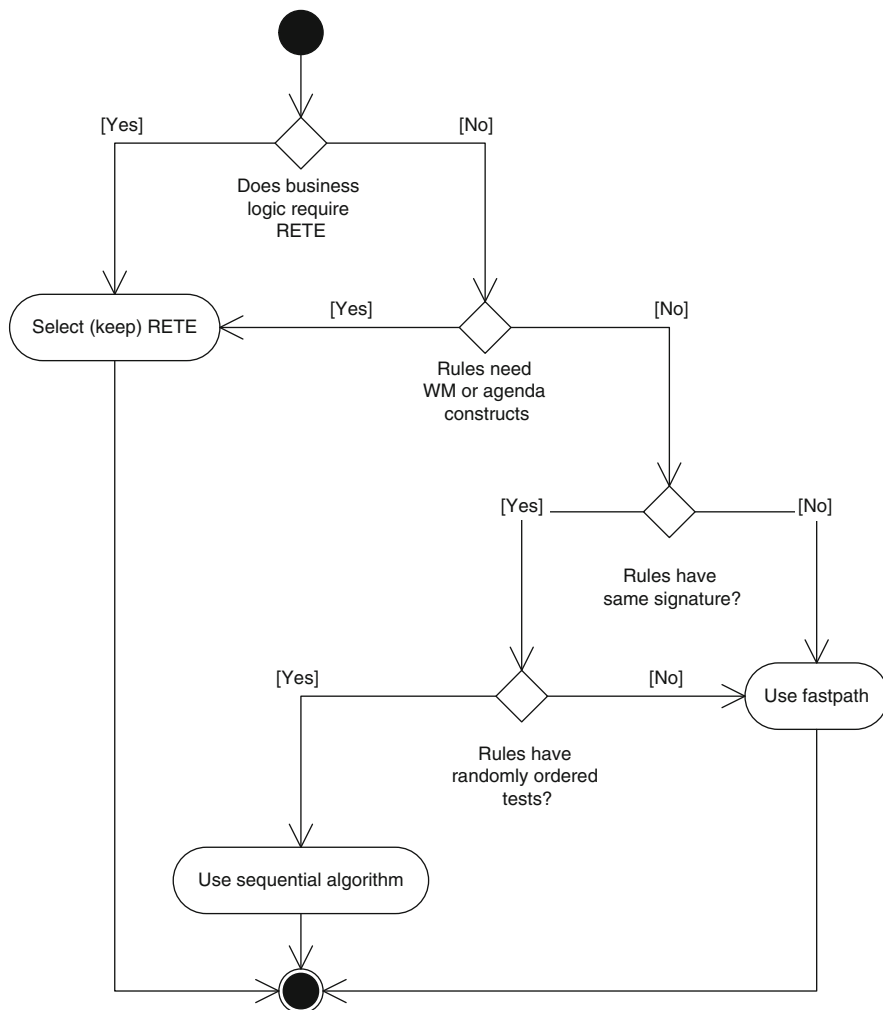 [Yes]
[No]
Does business
logic require
RETE
Select (keep) RETE
[Yes]
[No]
Rules need
WM or agenda
constructs
[Yes]
[No]
Rules have
same signature?
[Yes]
[No]
Use fastpath
Rules have
randomly ordered
tests?
Use sequential algorithm